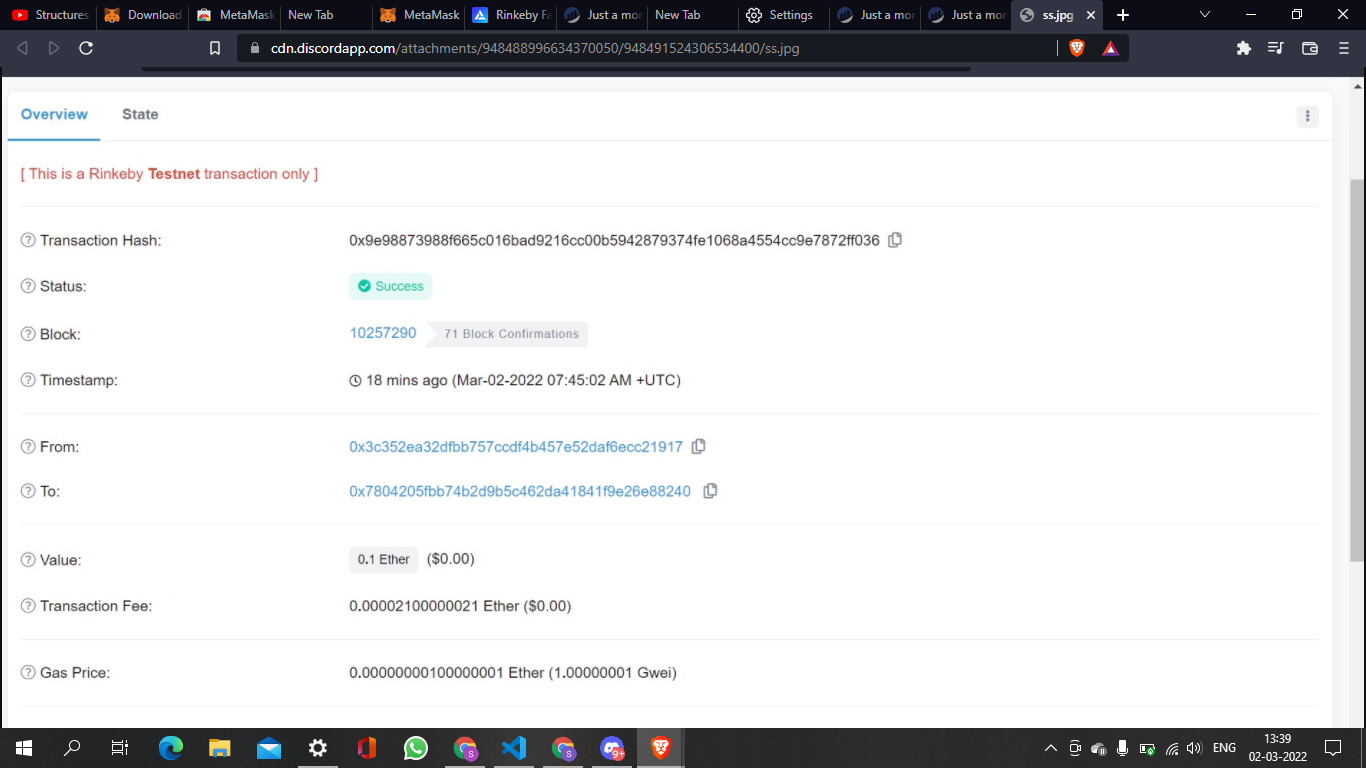 Structures
Download
MetaMask
New Tab
MetaMask
Rinkeby Fa
Just a mor
New Tab
Settings
Just a mor
Just a mor
ss.jpg
cdn.discordapp.com/attachments/948488996634370050/948491524306534400/ss.jpg
Overview
State
[ This is a Rinkeby Testnet transaction only ]
Transaction Hash:
0x9e98873988f665c016bad9216cc00b5942879374fe1068a4554cc9e7872ff036
Status:
Success
Block:
10257290
71 Block Confirmations
Timestamp:
18 mins ago (Mar-02-2022 07:45:02 AM +UTC)
From:
0x3c352ea32dfbb757ccdf4b457e52daf6ecc21917
To:
0x7804205fbb74b2d9b5c462da41841f9e26e88240
Value:
0.1 Ether
($0.00)
Transaction Fee:
0.00002100000021 Ether ($0.00)
Gas Price:
0.00000000100000001 Ether (1.00000001 Gwei)
S
S
9+
ENG
13:39
02-03-2022